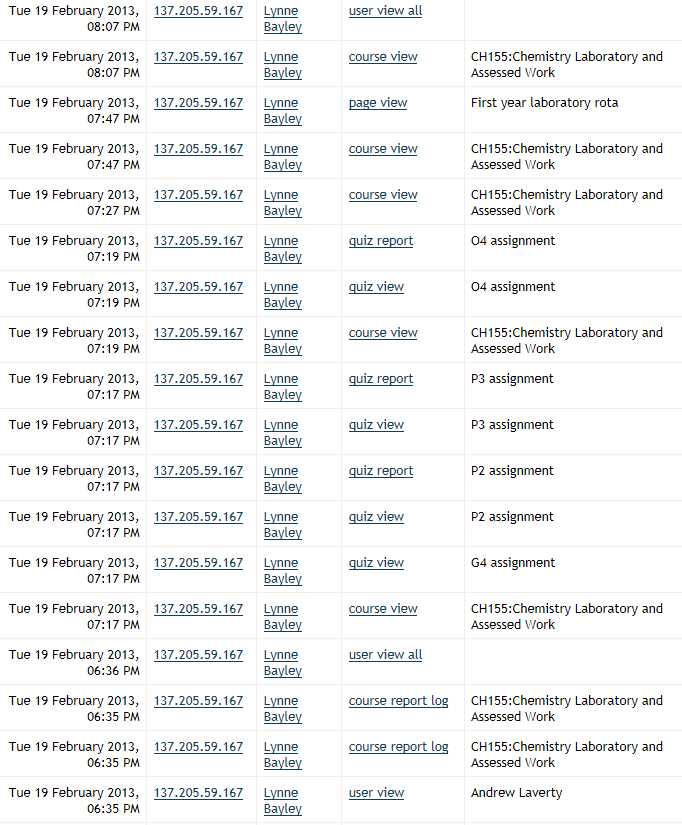 Tue 19 February 2013, 137.205.59.167 Lynne user view all
08:07 PM Bayley
Tue 19 February 2013, 137.205.59.167 Lynne course view CH155:Chemistry Laboratory and
08:07 PM Bayley Assessed Work
Tue 19 February 2013, 137.205.59.167 Lynne page view First year laboratory rota
07:47 PM Bayley
Tue 19 February 2013, 137.205.59.167 Lynne course view CH155:Chemistry Laboratory and
07:47 PM Bayley Assessed Work
Tue 19 February 2013, 137.205.59.167 Lynne course view CH155:Chemistry Laboratory and
07:27 PM Bayley Assessed Work
Tue 19 February 2013, 137.205.59.167 Lynne quiz report O4 assignment
07:19 PM Bayley
Tue 19 February 2013, 137.205.59.167 Lynne quiz view O4 assignment
07:19 PM Bayley
Tue 19 February 2013, 137.205.59.167 Lynne course view CH155:Chemistry Laboratory and
07:19 PM Bayley Assessed Work
Tue 19 February 2013, 137.205.59.167 Lynne quiz report P3 assignment
07:17 PM Bayley
Tue 19 February 2013, 137.205.59.167 Lynne quiz view P3 assignment
07:17 PM Bayley
Tue 19 February 2013, 137.205.59.167 Lynne quiz report P2 assignment
07:17 PM Bayley
Tue 19 February 2013, 137.205.59.167 Lynne quiz view P2 assignment
07:17 PM Bayley
Tue 19 February 2013, 137.205.59.167 Lynne quiz view G4 assignment
07:17 PM Bayley
Tue 19 February 2013, 137.205.59.167 Lynne course view CH155:Chemistry Laboratory and
07:17 PM Bayley Assessed Work
Tue 19 February 2013, 137.205.59.167 Lynne user view all
06:36 PM Bayley
Tue 19 February 2013, 137.205.59.167 Lynne course report log CH155:Chemistry Laboratory and
06:35 PM Bayley Assessed Work
Tue 19 February 2013, 137.205.59.167 Lynne course report log CH155:Chemistry Laboratory and
06:35 PM Bayley Assessed Work
Tue 19 February 2013, 137.205.59.167 Lynne user view Andrew Laverty
06:35 PM Bayley